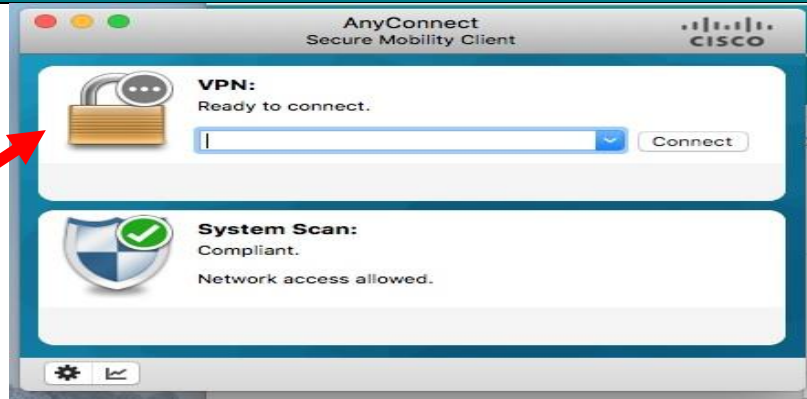 AnyConnect
Secure Mobility Client
CISCO
VPN:
Ready to connect.
Connect
System Scan:
Compliant.
Network access allowed.